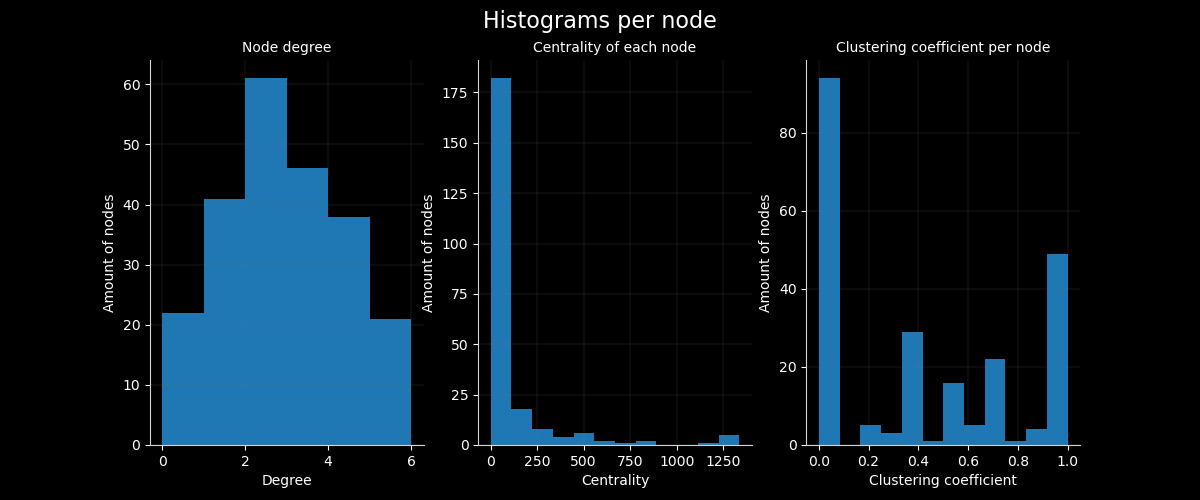 Histograms per node
Node degree
Amount of nodes
60
50
40
30
20
10
0
0 2 4 6
Degree
Centrality of each node
Amount of nodes
175
150
125
100
75
50
25
0
0 250 500 750 1000 1250
Centrality
Clustering coefficient per node
Amount of nodes
80
60
40
20
0
0.0 0.2 0.4 0.6 0.8 1.0
Clustering coefficient